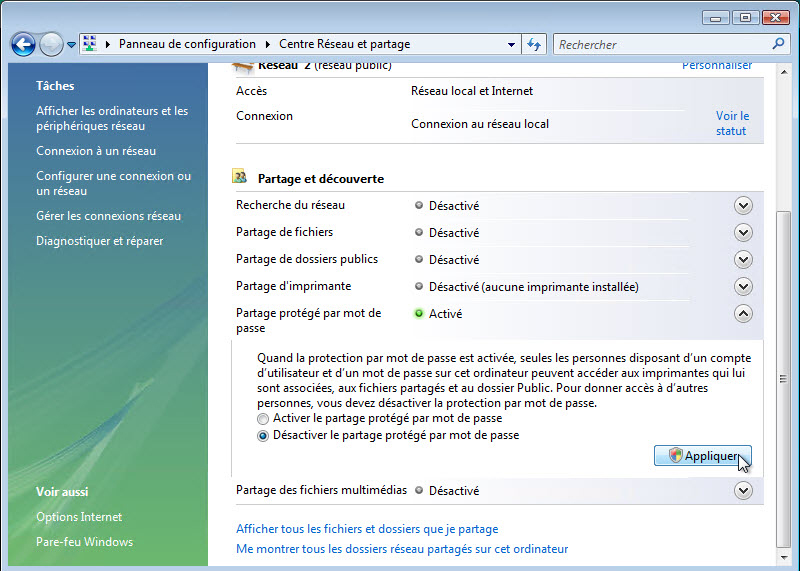 Panneau de configuration
Centre Réseau et partage
Rechercher
Tâches
Afficher les ordinateurs et les
périphériques réseau
Connexion à un réseau
Configurer une connexion ou
un réseau
Gérer les connexions réseau
Diagnostiquer et réparer
Voir aussi
Options Internet
Pare-feu Windows
Réseau 2 (réseau public)
Personnaliser
Accès
Réseau local et Internet
Connexion
Connexion au réseau local
Voir le
statut
Partage et découverte
Recherche du réseau
Désactivé
Partage de fichiers
Désactivé
Partage de dossiers publics
Désactivé
Partage d'imprimante
Désactivé (aucune imprimante installée)
Partage protégé par mot de
passe
Activé
Quand la protection par mot de passe est activée, seules les personnes disposant d'un compte
d'utilisateur et d'un mot de passe sur cet ordinateur peuvent accéder aux imprimantes qui lui
sont associées, aux fichiers partagés et au dossier Public. Pour donner accès à d'autres
personnes, vous devez désactiver la protection par mot de passe.
Activer le partage protégé par mot de passe
Désactiver le partage protégé par mot de passe
Appliquer
Partage des fichiers multimédias
Désactivé
Afficher tous les fichiers et dossiers que je partage
Me montrer tous les dossiers réseau partagés sur cet ordinateur